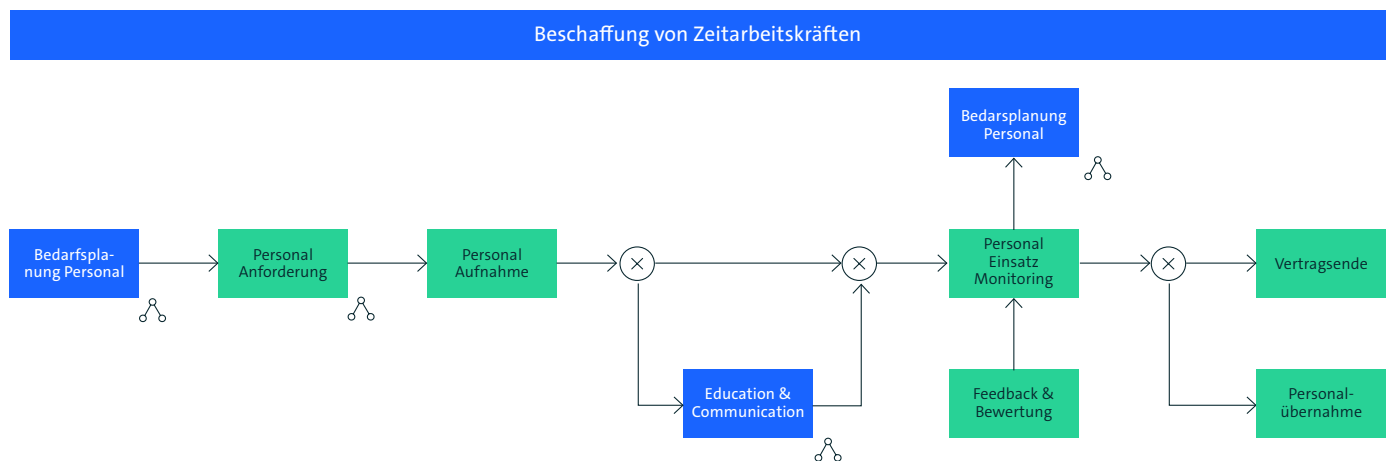 Beschaffung von Zeitarbeitskräften
Bedarsplanung
Personal
Bedarfspla-
nung Personal
Personal
Anforderung
Personal
Aufnahme
Personal
Einsatz
Monitoring
Vertragsende
Education &
Communication
Feedback &
Bewertung
Personal-
übernahme